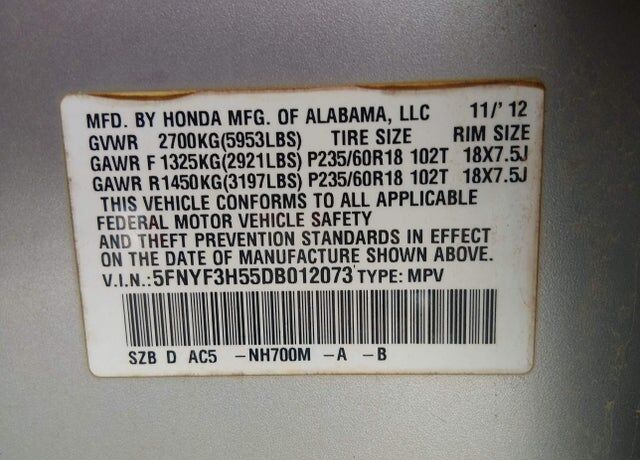 MFD. BY HONDA MFG. OF ALABAMA, LLC 11/'12
GVWR 2700KG(5953LBS) TIRE SIZE RIM SIZE
GAWR F 1325KG(2921LBS) P235/60R18 102T 18X7.5J
GAWR R1450KG(3197LBS) P235/60R18 102T 18X7.5J
THIS VEHICLE CONFORMS TO ALL APPLICABLE
FEDERAL MOTOR VEHICLE SAFETY
AND THEFT PREVENTION STANDARDS IN EFFECT
ON THE DATE OF MANUFACTURE SHOWN ABOVE.
V.I.N.:5FNYF3H55DB012073 TYPE: MPV
SZB D AC5 -NH700M -A -B